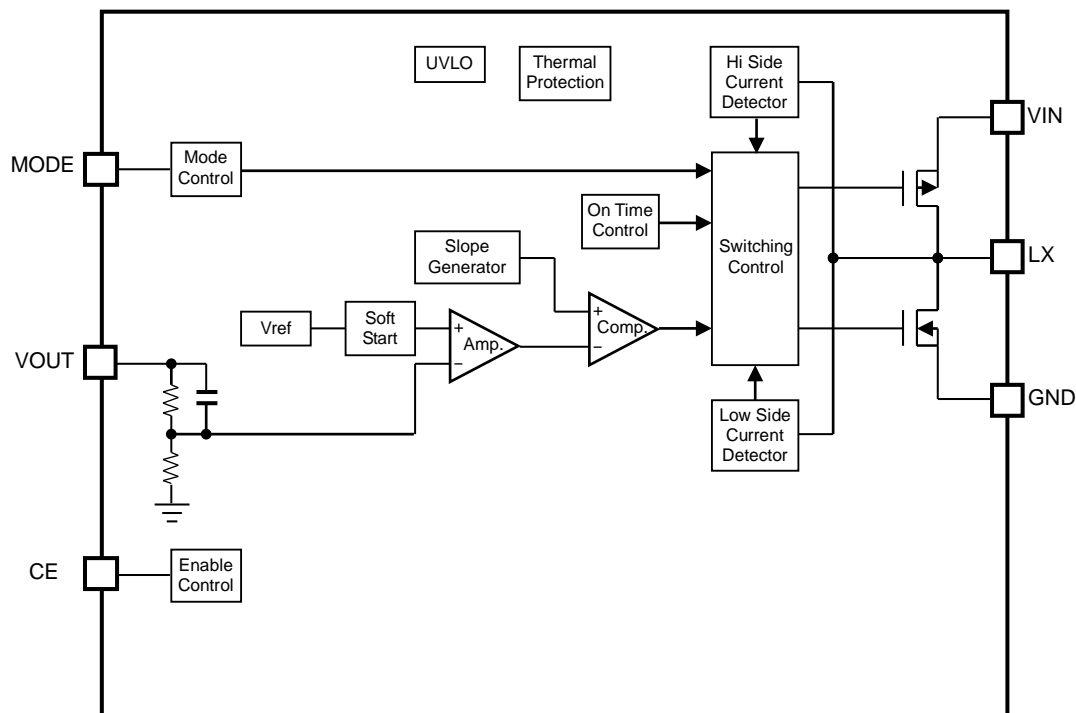 UVLO
Thermal
Protection
Hi Side
Current
Detector
VIN
MODE
Mode
Control
On Time
Control
Switching
Control
LX
Slope
Generator
Vref
Soft
Start
+
Amp.
−
+
Comp.
−
VOUT
GND
Low Side
Current
Detector
CE
Enable
Control